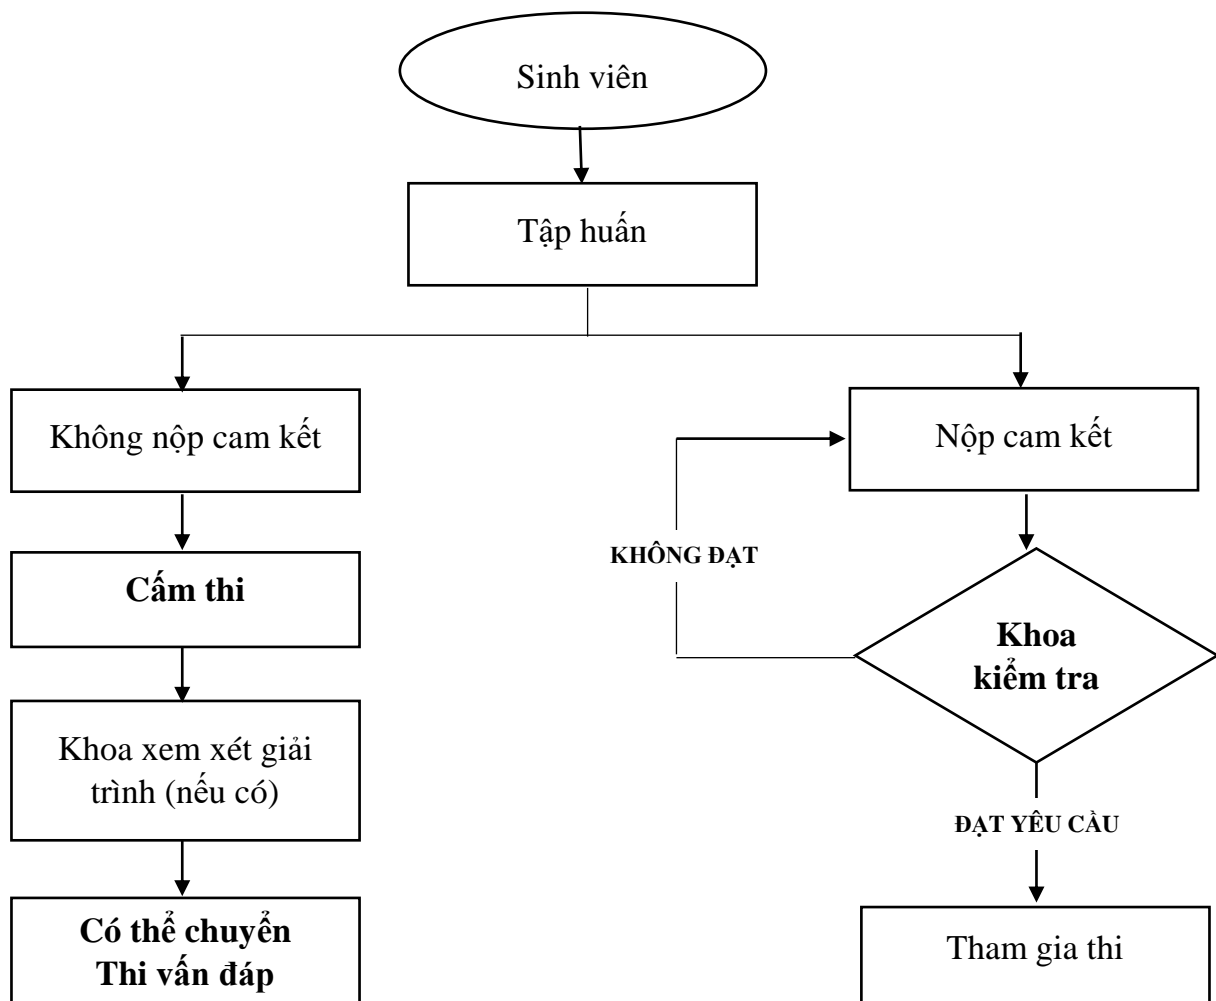 Sinh viên
Tập huấn
Không nộp cam kết
Nộp cam kết
KHÔNG ĐẠT
Cấm thi
Khoa
kiểm tra
Khoa xem xét giải
trình (nếu có)
ĐẠT YÊU CẦU
Có thể chuyển
Thi vấn đáp
Tham gia thi